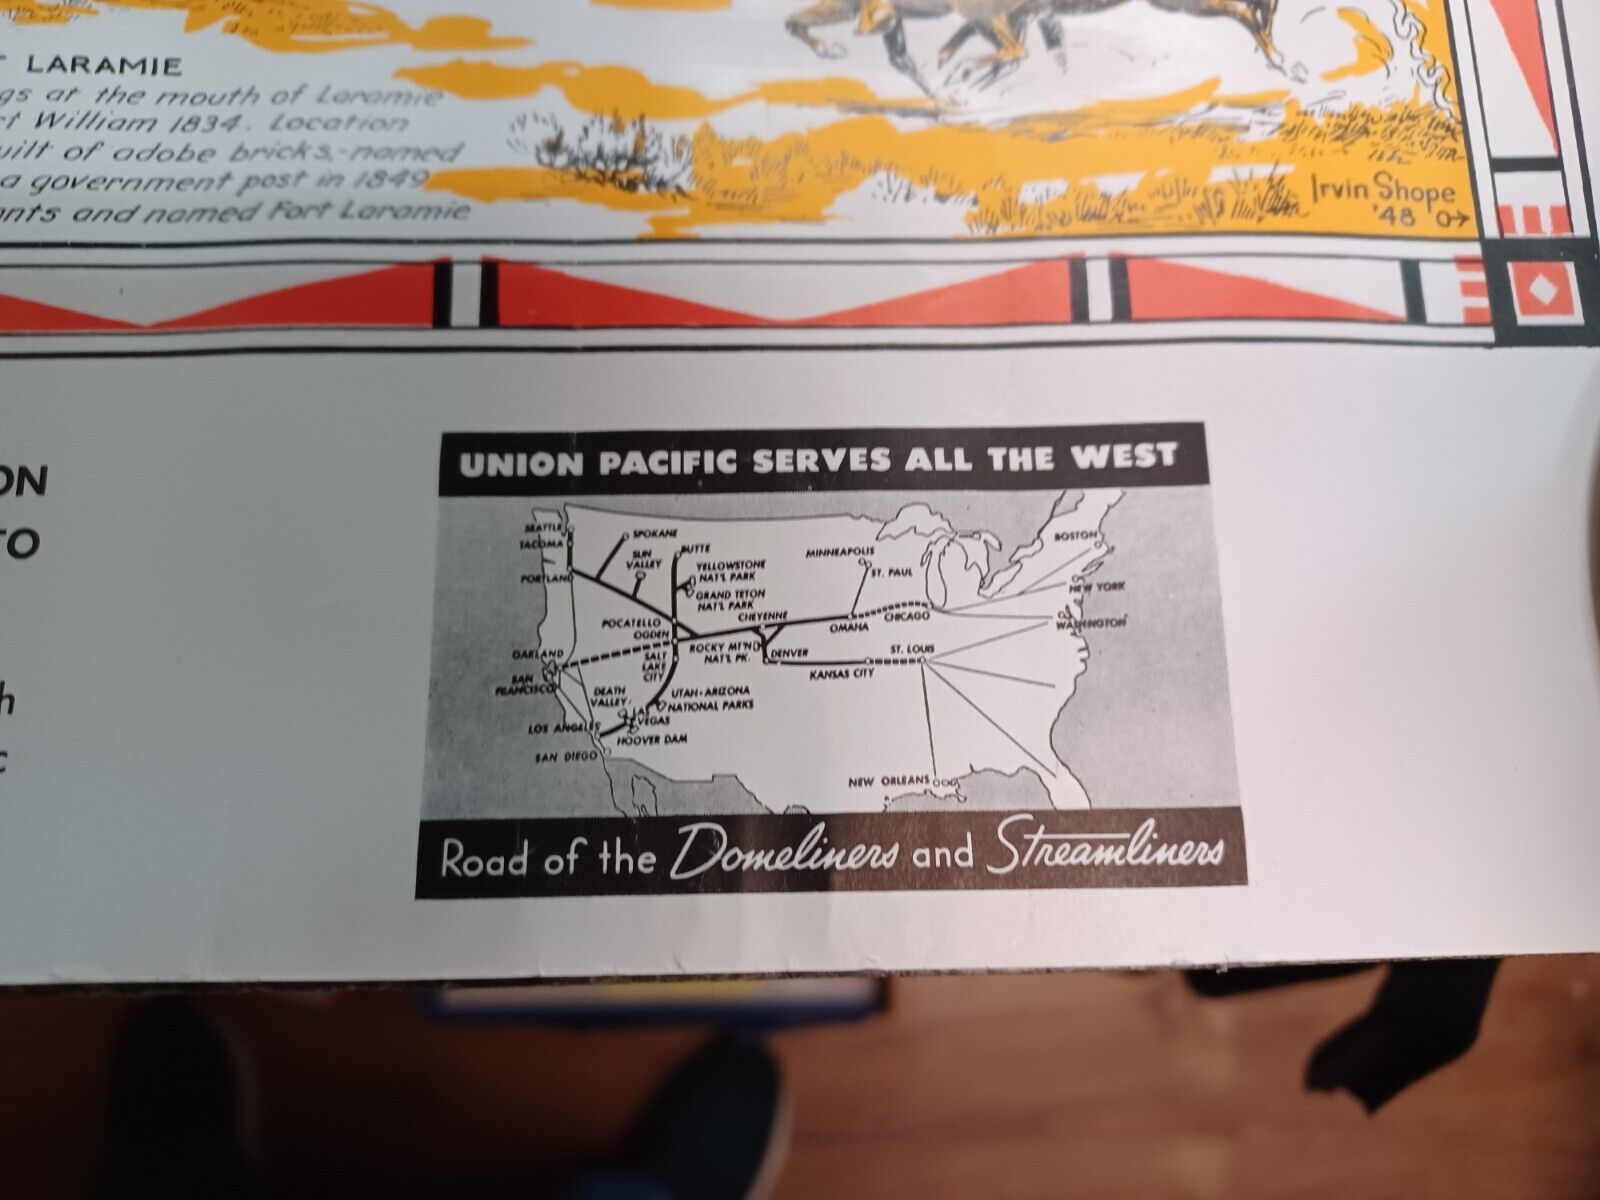 T LARAMIE
gs at the mouth of Laramie
rt William 1834. Location
uilt of adobe bricks,-named
a government post in 1849
ants and named Fort Laramie
Irvin Shope
'48
ON
TO
h
c
UNION PACIFIC SERVES ALL THE WEST
SEATTLE
TACOMA
PORTLAND
SPOKANE
SUN
VALLEY
BUTTE
YELLOWSTONE
NAT'L PARK
GRAND TETON
NAT'L PARK
MINNEAPOLIS
ST. PAUL
BOSTON
NEW YORK
WASHINGTON
POCATELLO
OGDEN
CHEYENNE
OMAHA
CHICAGO
OAKLAND
SAN
FRANCISCO
SALT
LAKE
CITY
ROCKY MT'N
NAT'L PK.
DENVER
KANSAS CITY
ST. LOUIS
DEATH
VALLEY
UTAH-ARIZONA
NATIONAL PARKS
LAS
VEGAS
LOS ANGELES
HOOVER DAM
SAN DIEGO
NEW ORLEANS
Road of the Domeliners and Streamliners